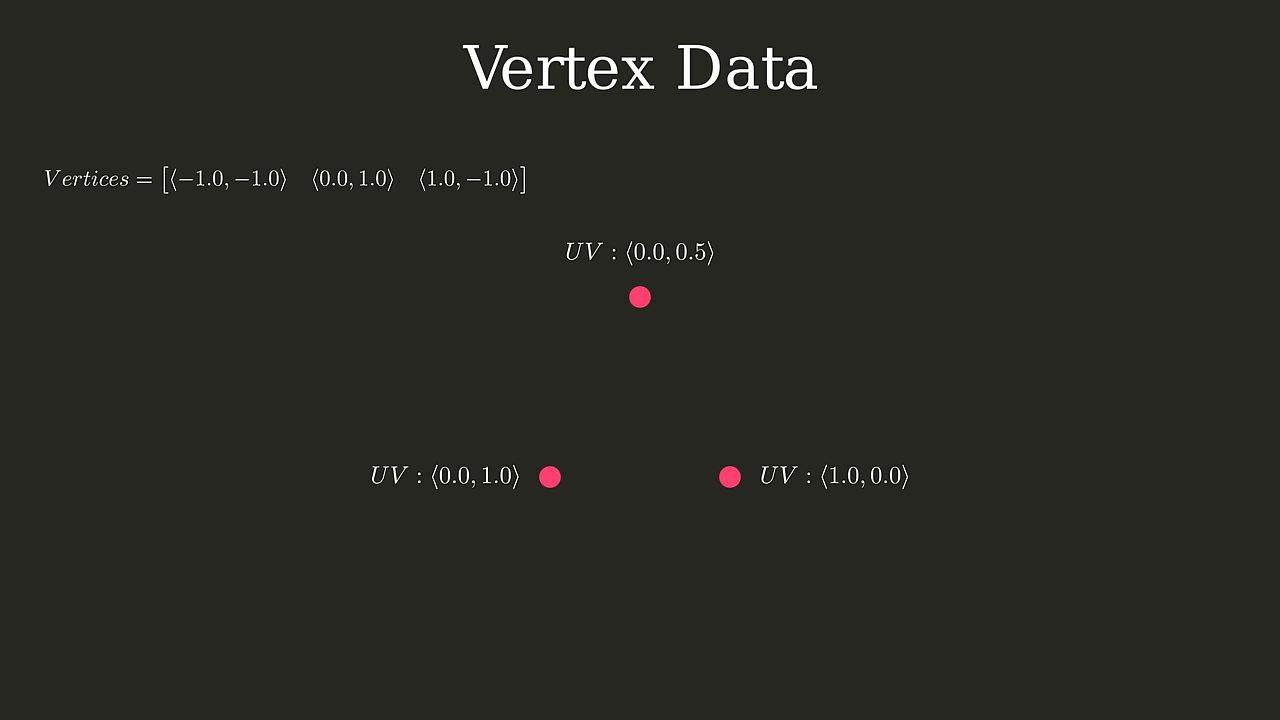 Vertex Data
Vertices = [⟨−1.0, −1.0⟩ ⟨0.0, 1.0⟩ ⟨1.0, −1.0⟩]
UV : ⟨0.0, 0.5⟩
UV : ⟨0.0, 1.0⟩
UV : ⟨1.0, 0.0⟩